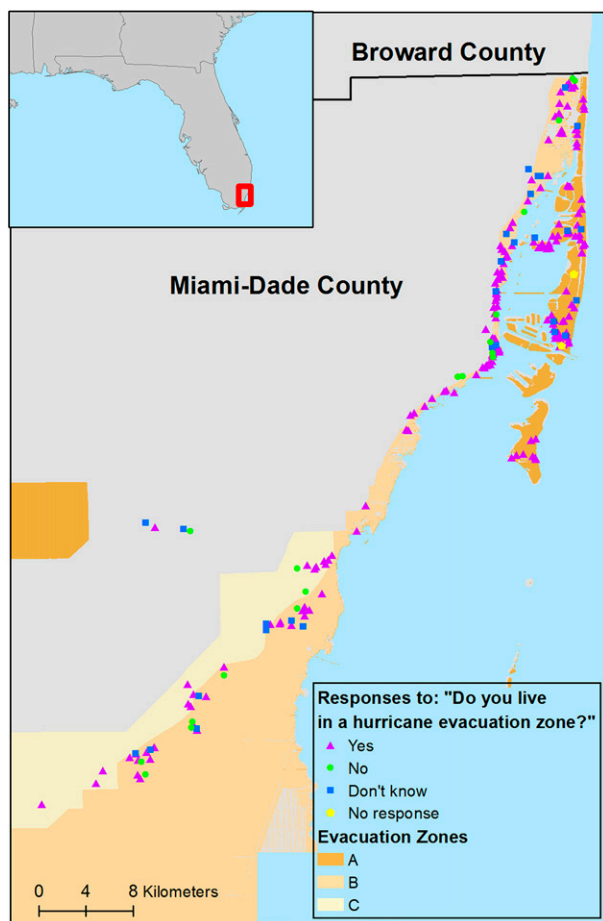 Broward County
Miami-Dade County
Responses to: "Do you live
in a hurricane evacuation zone?"
Yes
No
Don't know
No response
Evacuation Zones
A
B
C
0 4 8 Kilometers